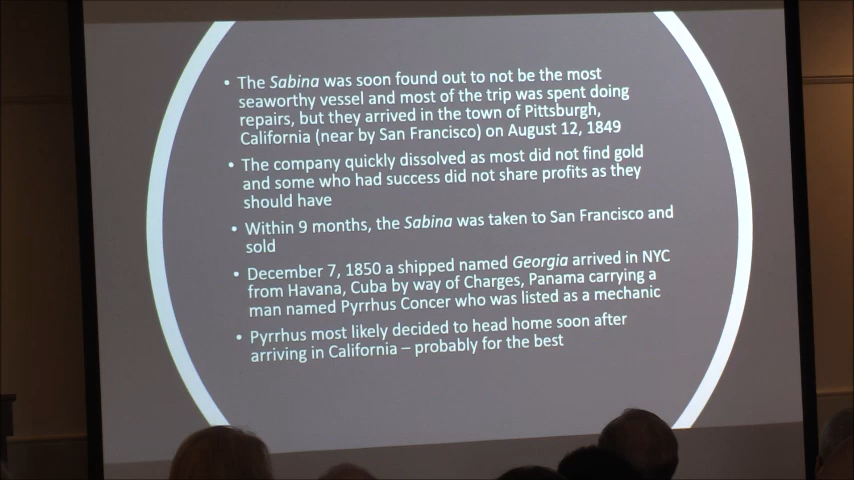 • The Sabina was soon found out to not be the most
seaworthy vessel and most of the trip was spent doing
repairs, but they arrived in the town of Pittsburgh,
California (near by San Francisco) on August 12, 1849
• The company quickly dissolved as most did not find gold
and some who had success did not share profits as they
should have
• Within 9 months, the Sabina was taken to San Francisco and
sold
• December 7, 1850 a shipped named Georgia arrived in NYC
from Havana, Cuba by way of Charges, Panama carrying a
man named Pyrrhus Concer who was listed as a mechanic
• Pyrrhus most likely decided to head home soon after
arriving in California – probably for the best